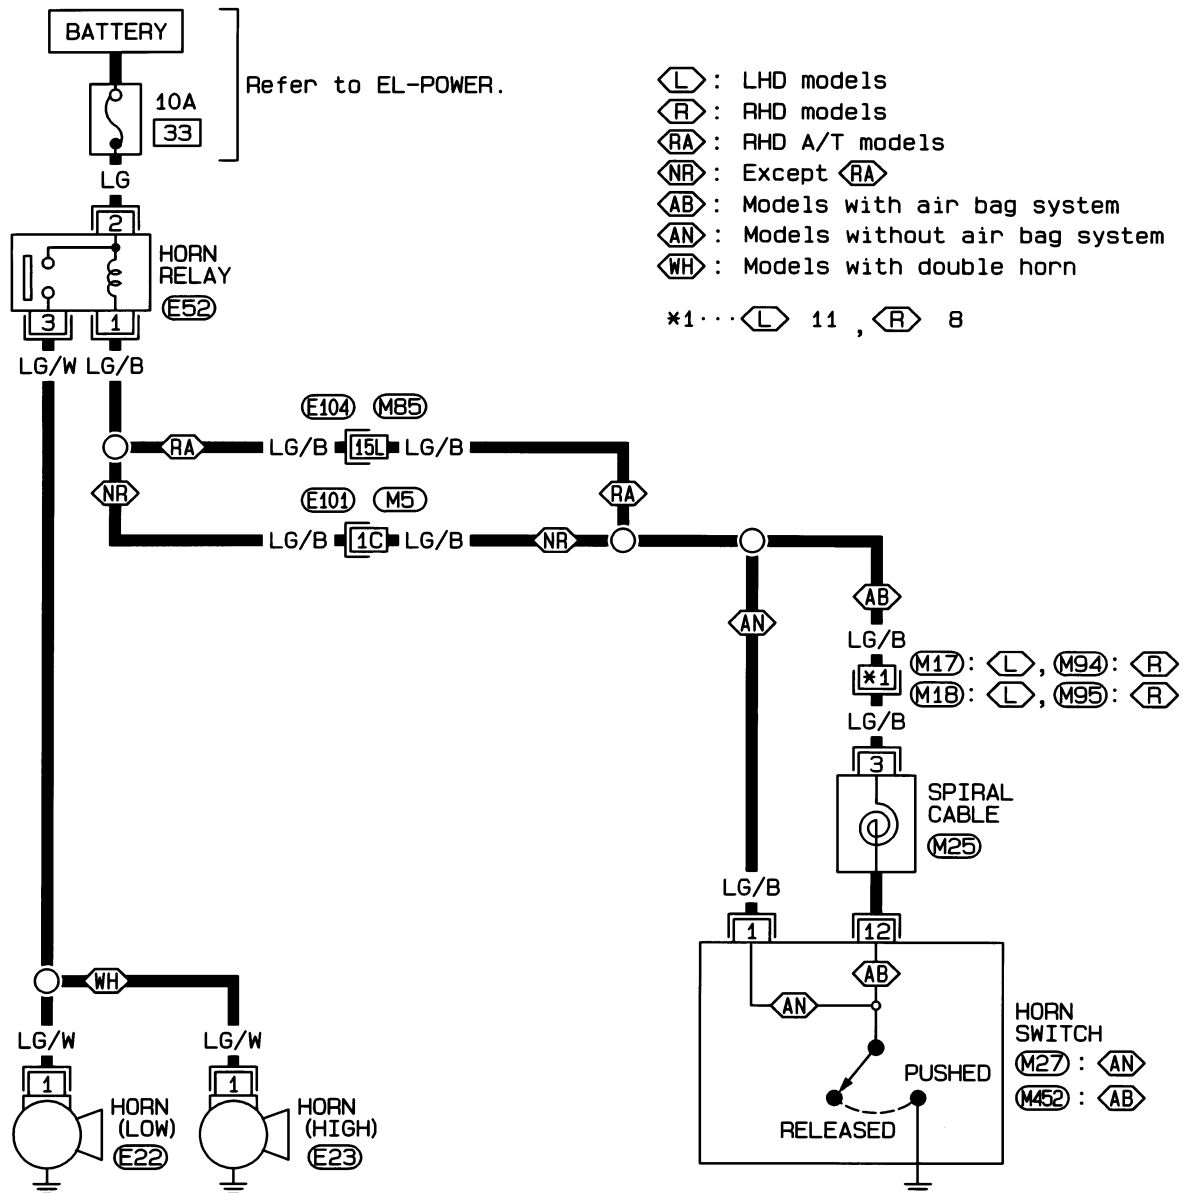 BATTERY
Refer to EL-POWER.
10A
33
LG
2
HORN
RELAY
E52
3
1
LG/W
LG/B
L : LHD models
R : RHD models
RA : RHD A/T models
NR : Except RA
AB : Models with air bag system
AN : Models without air bag system
WH : Models with double horn
*1··· L 11 , R 8
E104 M85
RA LG/B 15L LG/B
NR
RA
E101 M5
LG/B 1C LG/B NR
AB
AN
LG/B
*1
M17 : L , M94 : R
M18 : L , M95 : R
LG/B
3
SPIRAL
CABLE
M25
LG/B
1
12
AB
AN
HORN
SWITCH
M27 : AN
M452 : AB
PUSHED
RELEASED
WH
LG/W
LG/W
1
1
HORN
(LOW)
E22
HORN
(HIGH)
E23